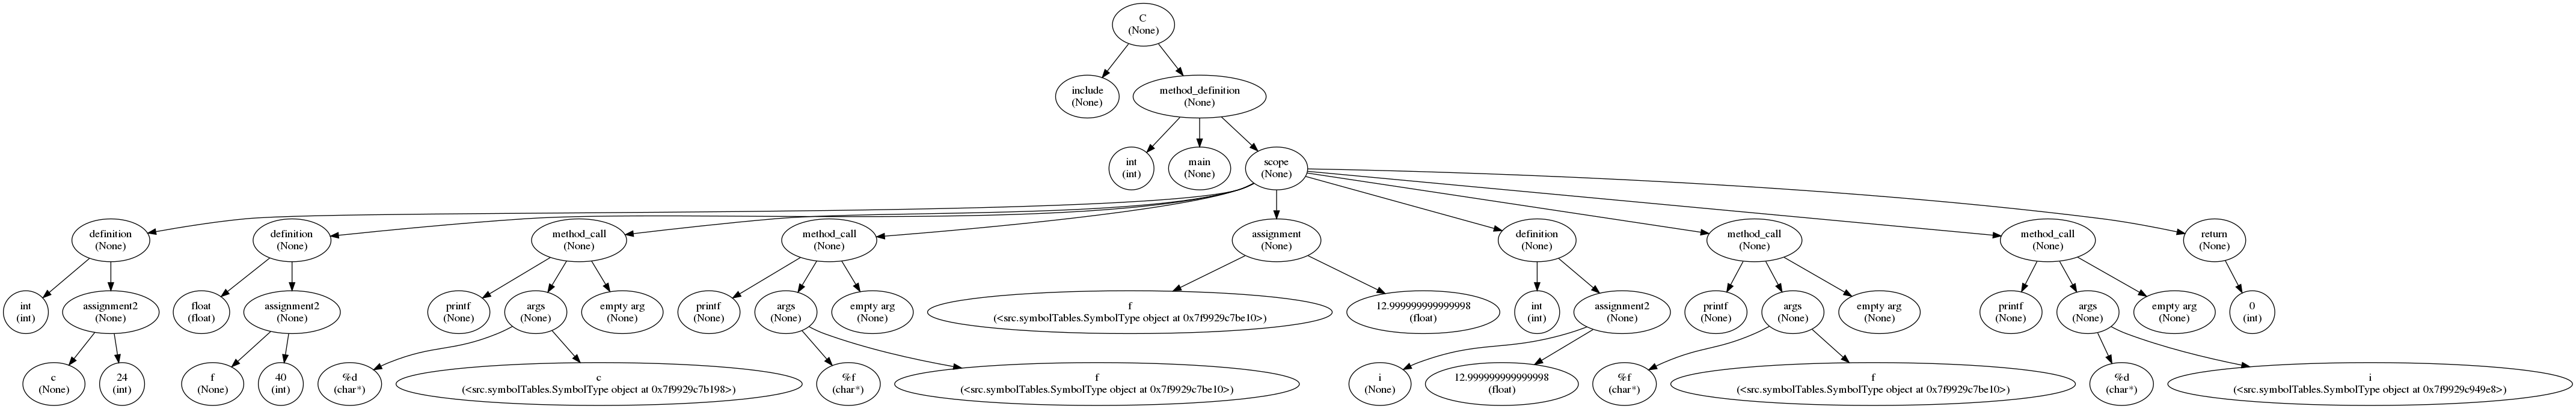 C
(None)
include
(None)
method_definition
(None)
int
(int)
main
(None)
scope
(None)
definition
(None)
definition
(None)
method_call
(None)
method_call
(None)
assignment
(None)
definition
(None)
method_call
(None)
method_call
(None)
return
(None)
int
(int)
assignment2
(None)
float
(float)
assignment2
(None)
printf
(None)
args
(None)
empty arg
(None)
printf
(None)
args
(None)
empty arg
(None)
f
(<src.symbolTables.SymbolType object at 0x7f9929c7be10>)
12.999999999999998
(float)
int
(int)
assignment2
(None)
printf
(None)
args
(None)
empty arg
(None)
printf
(None)
args
(None)
empty arg
(None)
0
(int)
c
(None)
24
(int)
f
(None)
40
(int)
%d
(char*)
c
(<src.symbolTables.SymbolType object at 0x7f9929c7b198>)
%f
(char*)
f
(<src.symbolTables.SymbolType object at 0x7f9929c7be10>)
i
(None)
12.999999999999998
(float)
%f
(char*)
f
(<src.symbolTables.SymbolType object at 0x7f9929c7be10>)
%d
(char*)
i
(<src.symbolTables.SymbolType object at 0x7f9929c949e8>)